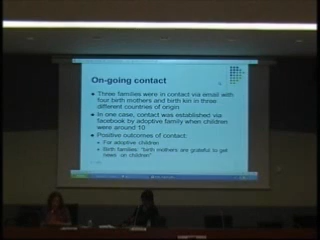 On-going contact
Three families were in contact via email with
four birth mothers and birth kin in three
different countries of origin
In one case, contact was established via
facebook by adoptive family when children
were around 10
Positive outcomes of contact:
For adoptive children
Birth families: "birth mothers are grateful to get
news on children"